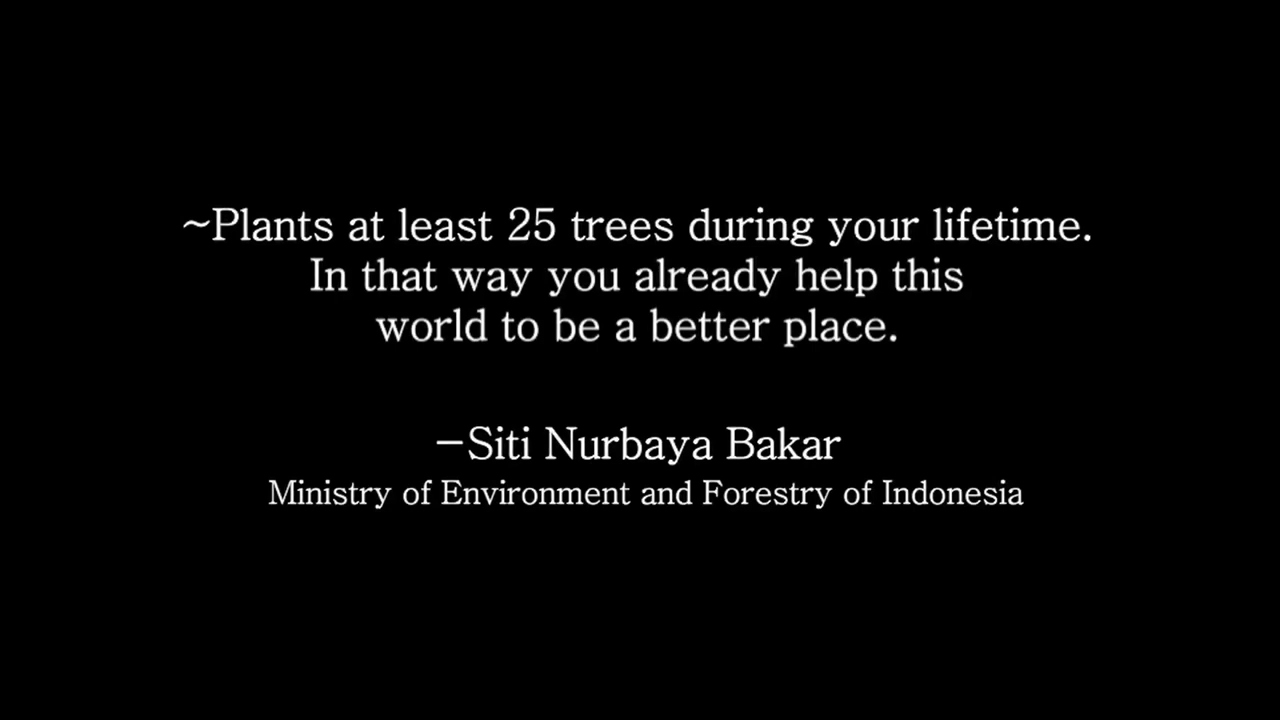 ~Plants at least 25 trees during your lifetime.
In that way you already help this
world to be a better place.
–Siti Nurbaya Bakar
Ministry of Environment and Forestry of Indonesia